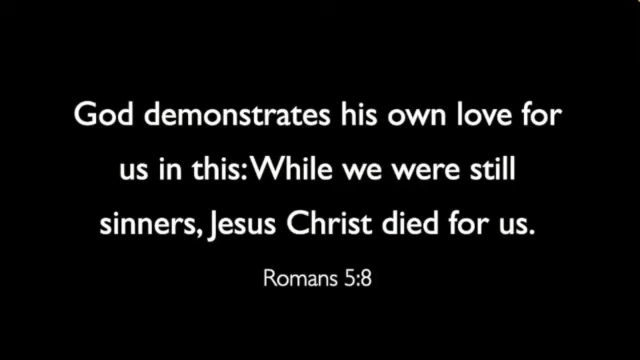 God demonstrates his own love for
us in this: While we were still
sinners, Jesus Christ died for us.
Romans 5:8